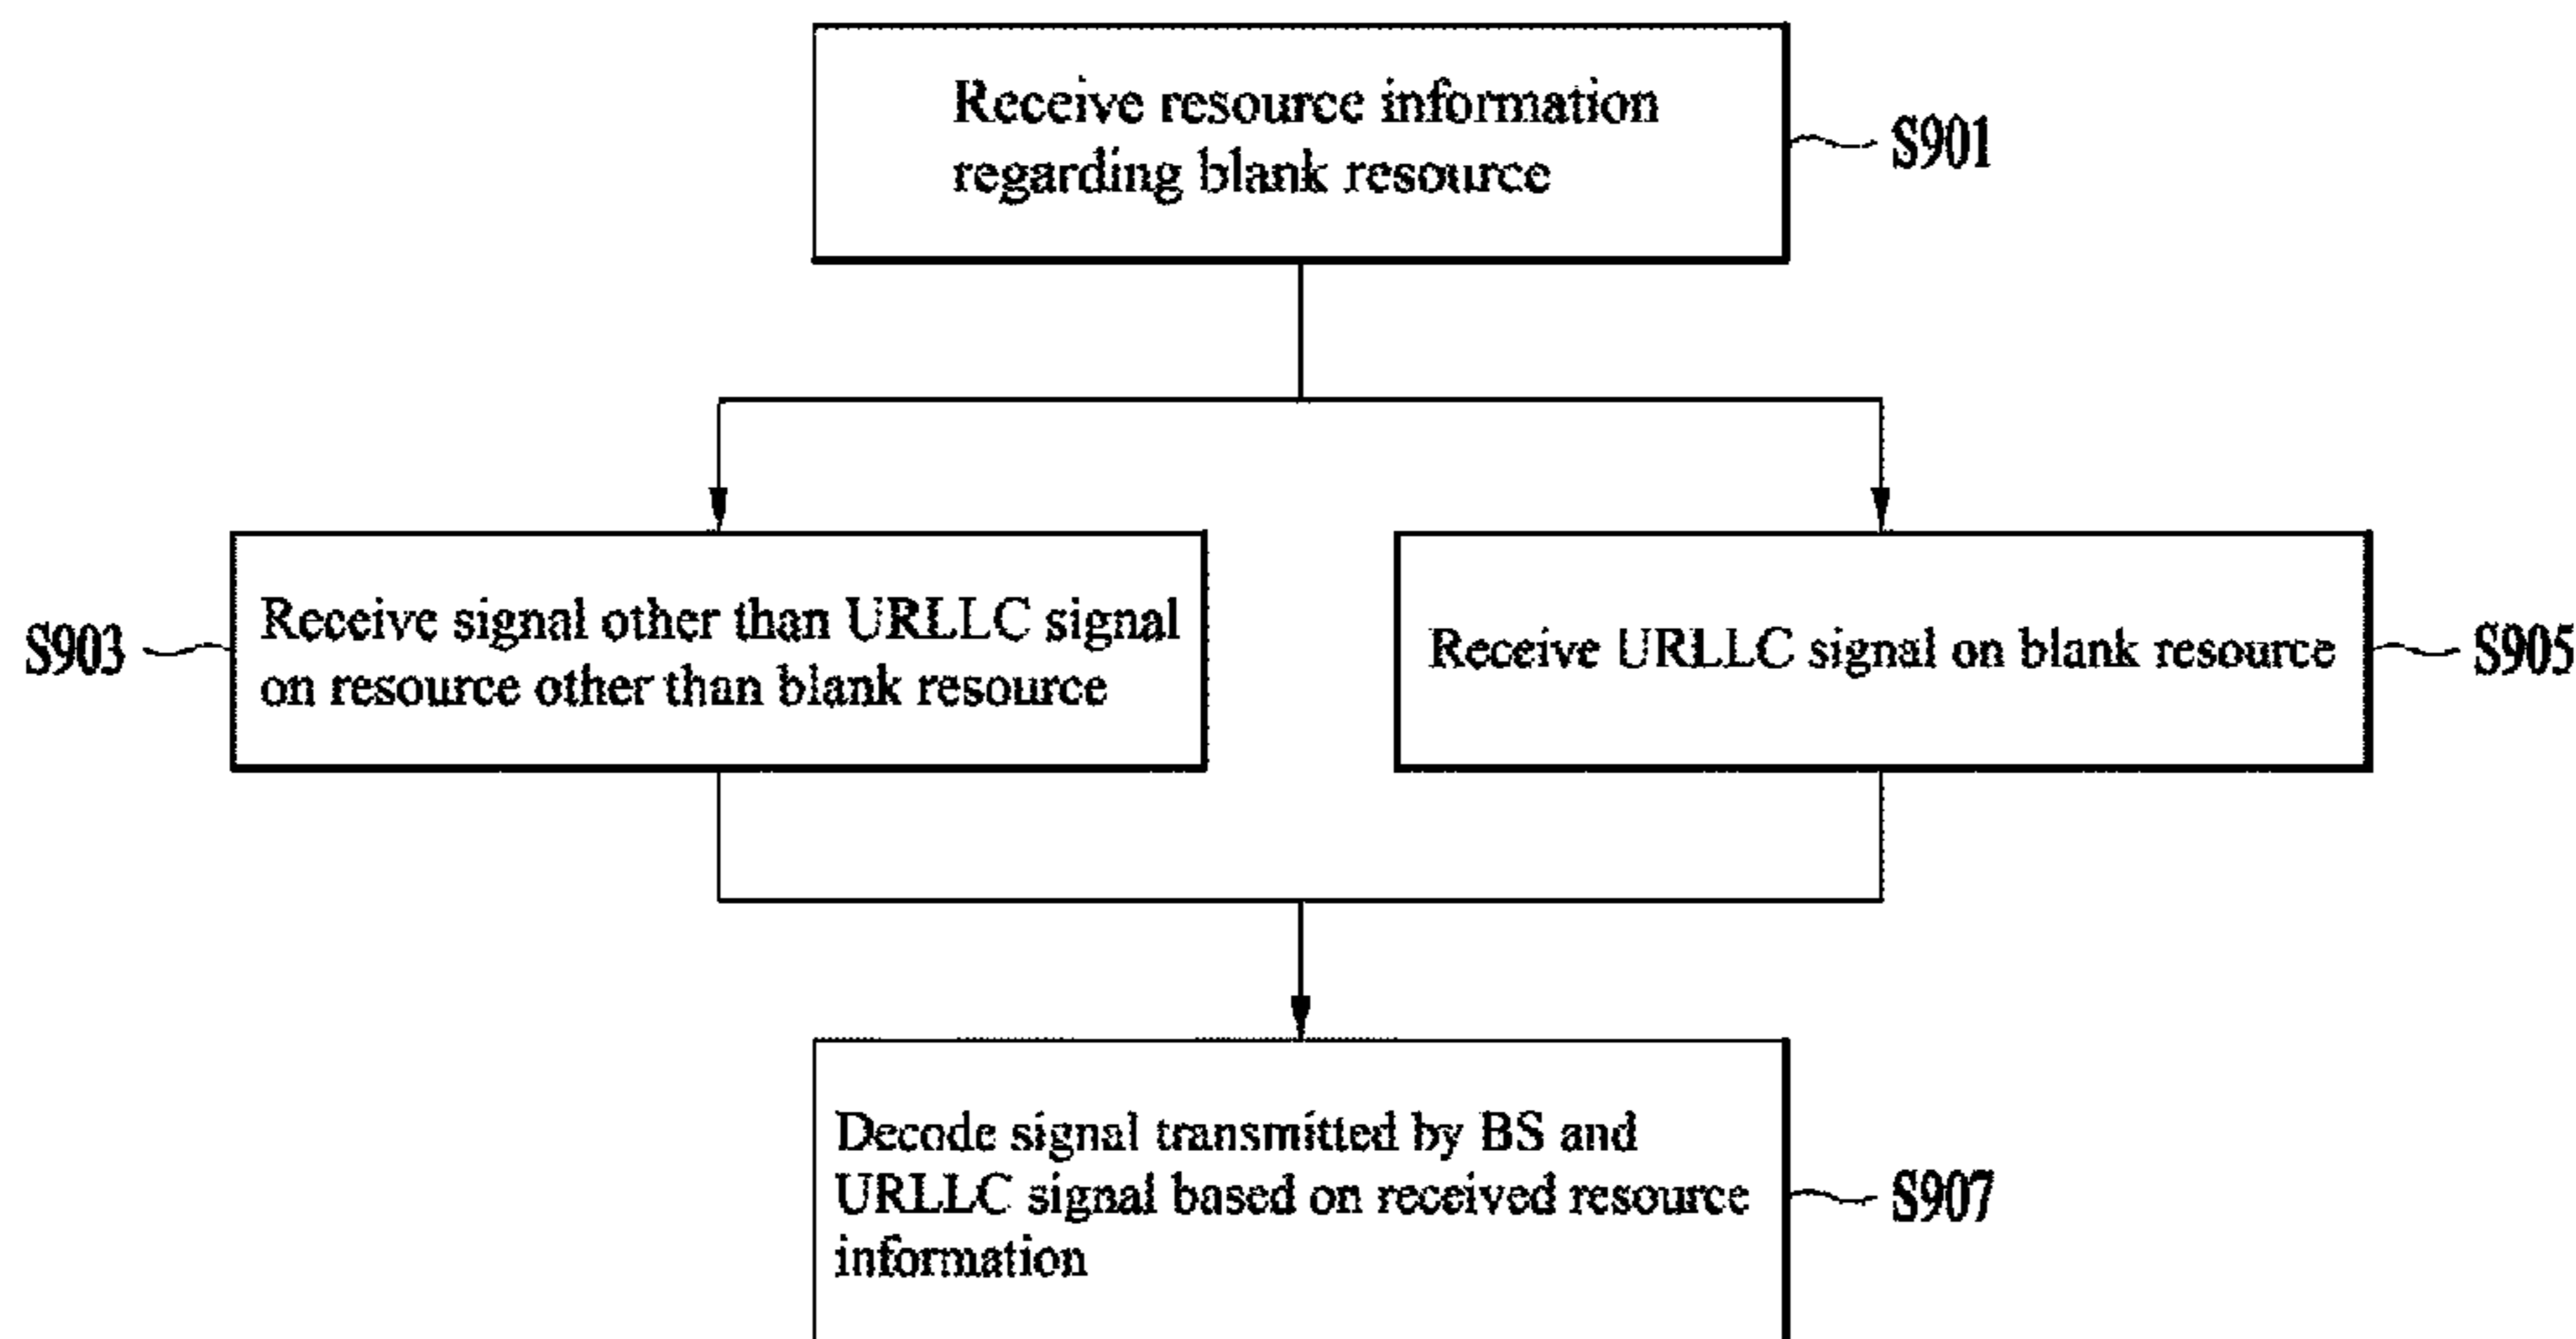 Receive resource information
regarding blank resource
S901
Receive signal other than URLLC signal
on resource other than blank resource
S903
Receive URLLC signal on blank resource
S905
Decode signal transmitted by BS and
URLLC signal based on received resource
information
S907